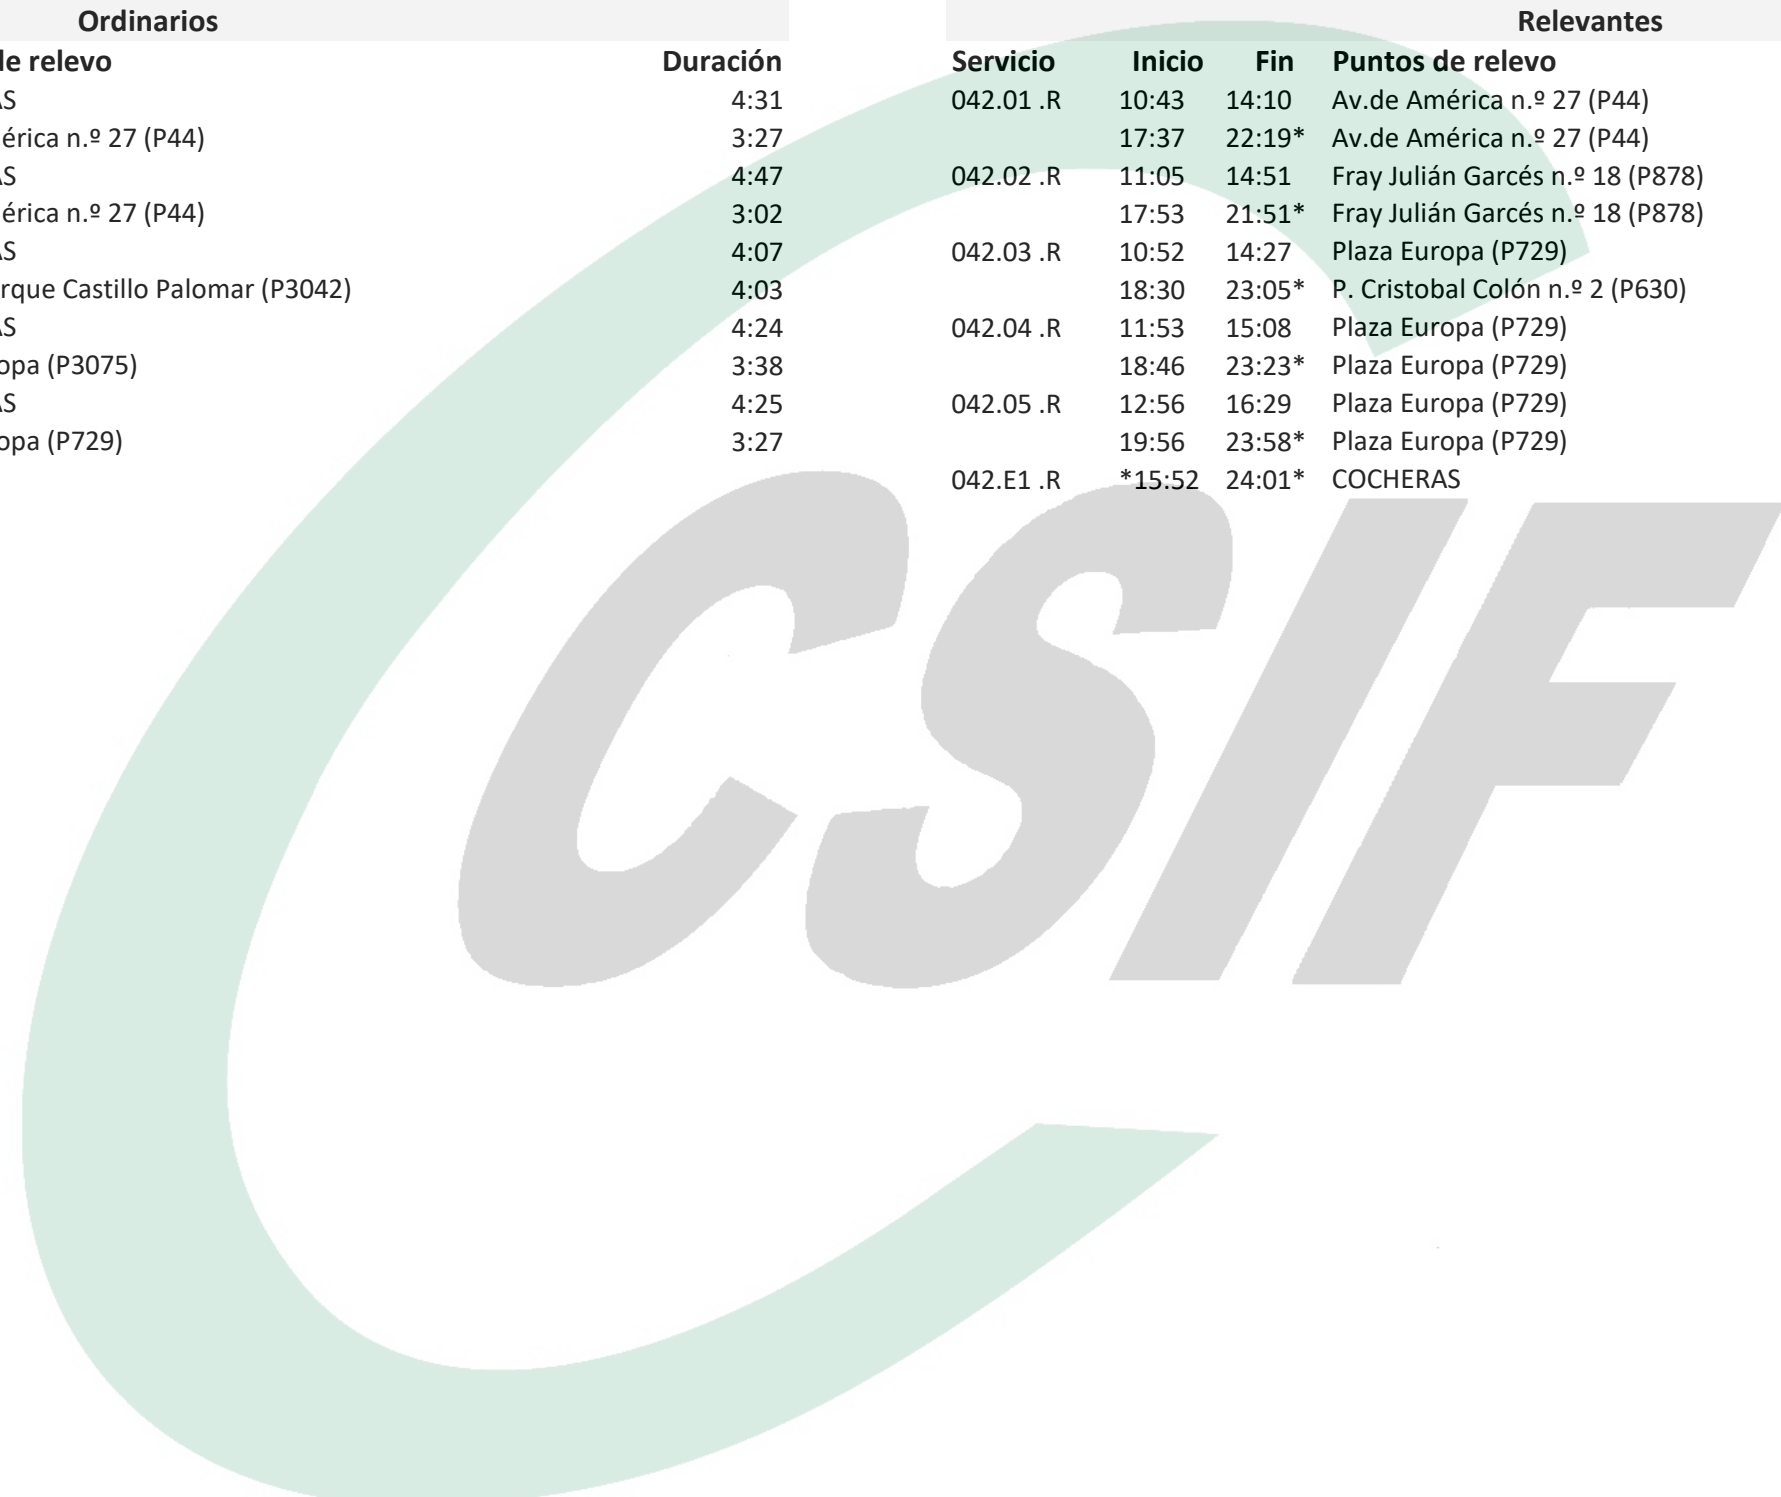 Ordinarios Relevantes
de relevo Duración Servicio Inicio Fin Puntos de relevo
AS 4:31 042.01 .R 10:43 14:10 Av.de América n.º 27 (P44)
érica n.º 27 (P44) 3:27 17:37 22:19* Av.de América n.º 27 (P44)
AS 4:47 042.02 .R 11:05 14:51 Fray Julián Garcés n.º 18 (P878)
érica n.º 27 (P44) 3:02 17:53 21:51* Fray Julián Garcés n.º 18 (P878)
AS 4:07 042.03 .R 10:52 14:27 Plaza Europa (P729)
rque Castillo Palomar (P3042) 4:03 18:30 23:05* P. Cristobal Colón n.º 2 (P630)
AS 4:24 042.04 .R 11:53 15:08 Plaza Europa (P729)
opa (P3075) 3:38 18:46 23:23* Plaza Europa (P729)
AS 4:25 042.05 .R 12:56 16:29 Plaza Europa (P729)
opa (P729) 3:27 19:56 23:58* Plaza Europa (P729)
042.E1 .R *15:52 24:01* COCHERAS
CSIF